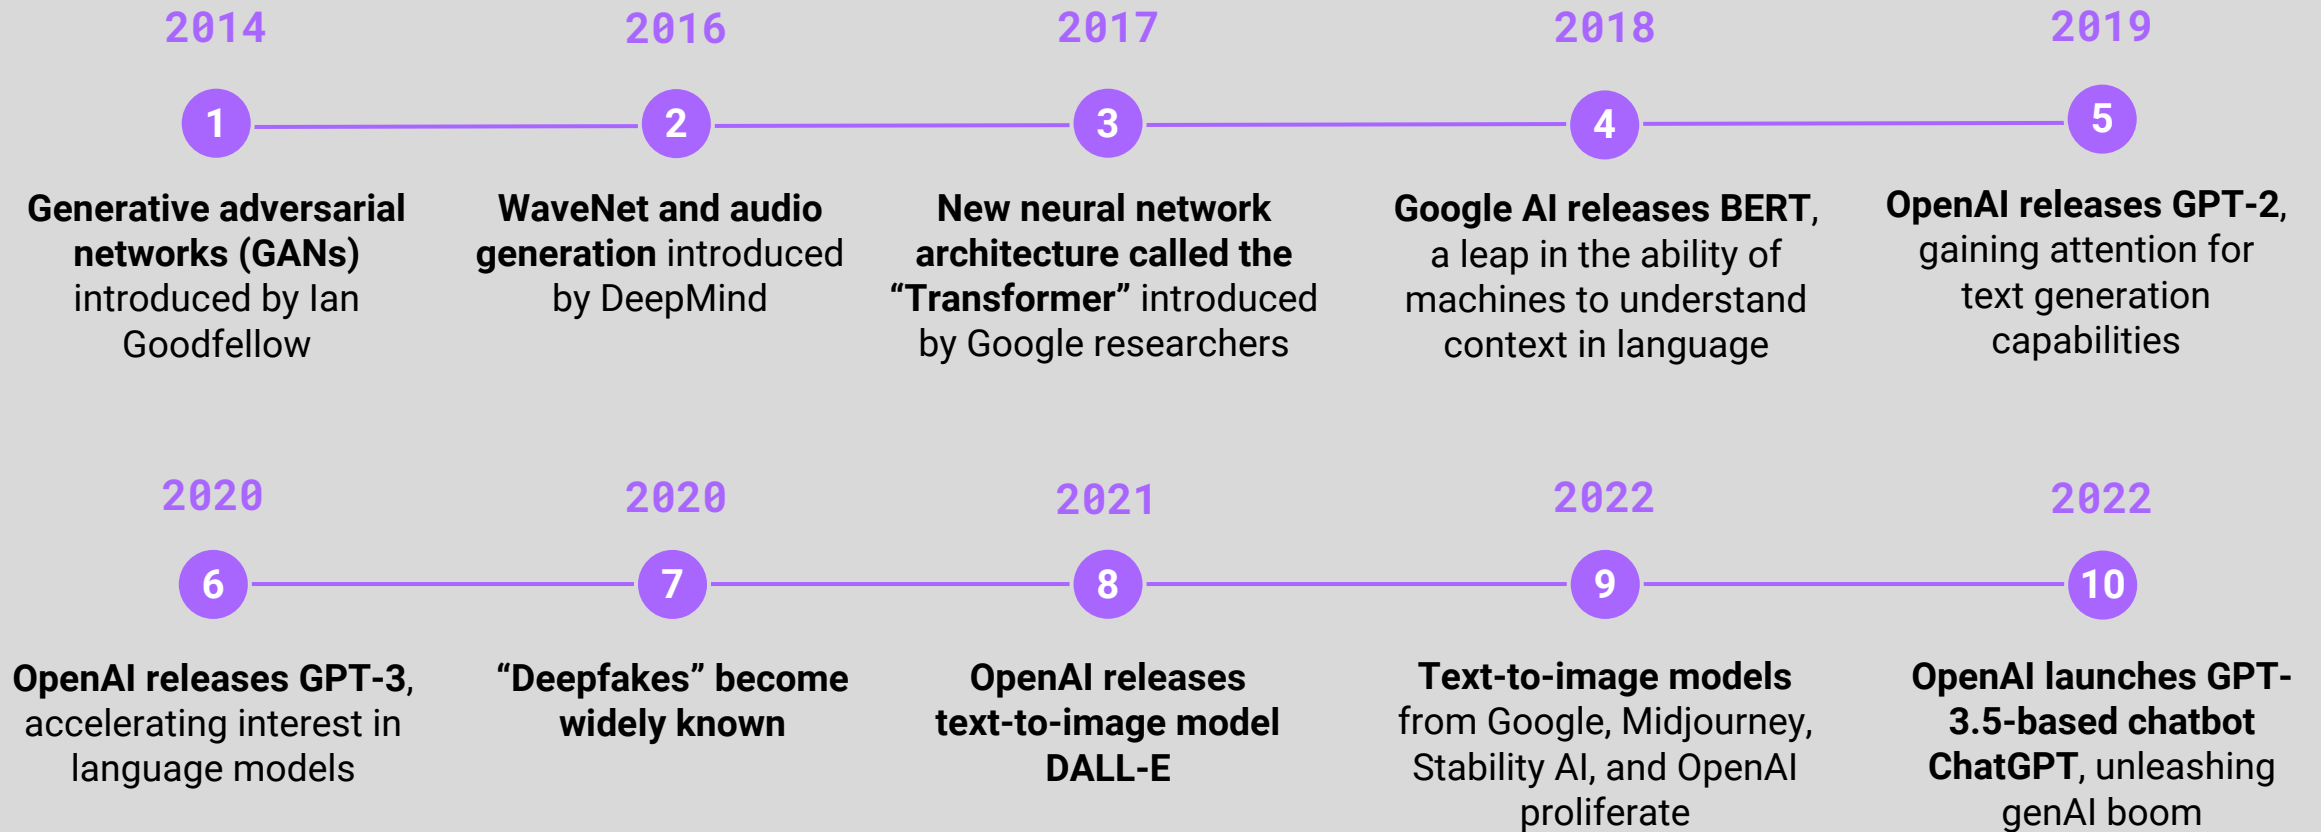 2014
1
Generative adversarial
networks (GANs)
introduced by Ian
Goodfellow
2016
2
WaveNet and audio
generation introduced
by DeepMind
2017
3
New neural network
architecture called the
“Transformer” introduced
by Google researchers
2018
4
Google AI releases BERT,
a leap in the ability of
machines to understand
context in language
2019
5
OpenAI releases GPT-2,
gaining attention for
text generation
capabilities
2020
6
OpenAI releases GPT-3,
accelerating interest in
language models
2020
7
“Deepfakes” become
widely known
2021
8
OpenAI releases
text-to-image model
DALL-E
2022
9
Text-to-image models
from Google, Midjourney,
Stability AI, and OpenAI
proliferate
2022
10
OpenAI launches GPT-
3.5-based chatbot
ChatGPT, unleashing
genAI boom